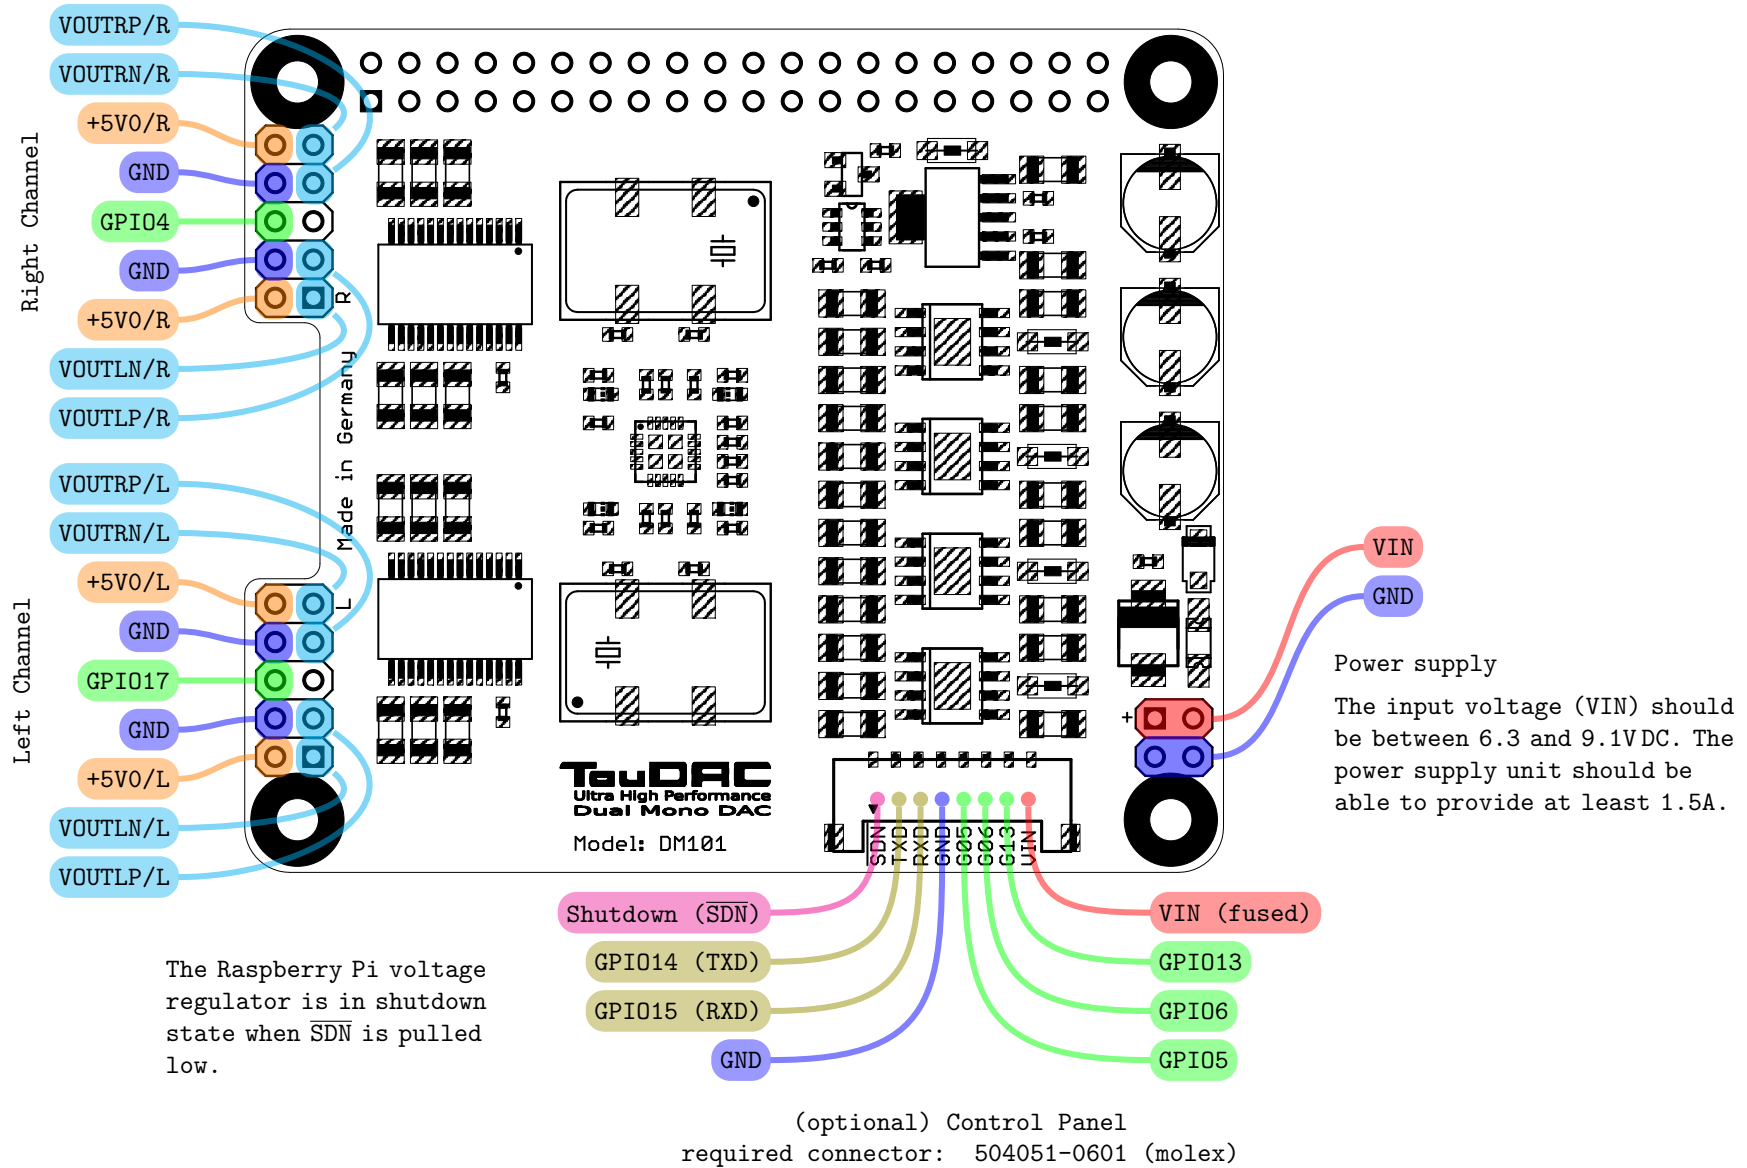 VOUTRP/R
VOUTRN/R
+5V0/R
GND
GPIO4
GND
+5V0/R
VOUTLN/R
VOUTLP/R
Right Channel
VOUTRP/L
VOUTRN/L
+5V0/L
GND
GPIO17
GND
+5V0/L
VOUTLN/L
VOUTLP/L
Left Channel
R
Made in Germany
L
TauDAC
Ultra High Performance
Dual Mono DAC
Model: DM101
+
SDN
TXD
RXD
GND
G05
G06
G13
VIN
VIN
GND
Power supply
The input voltage (VIN) should
be between 6.3 and 9.1V DC. The
power supply unit should be
able to provide at least 1.5A.
Shutdown (S̅D̅N̅)
GPIO14 (TXD)
GPIO15 (RXD)
GND
VIN (fused)
GPIO13
GPIO6
GPIO5
The Raspberry Pi voltage
regulator is in shutdown
state when S̅D̅N̅ is pulled
low.
(optional) Control Panel
required connector: 504051-0601 (molex)